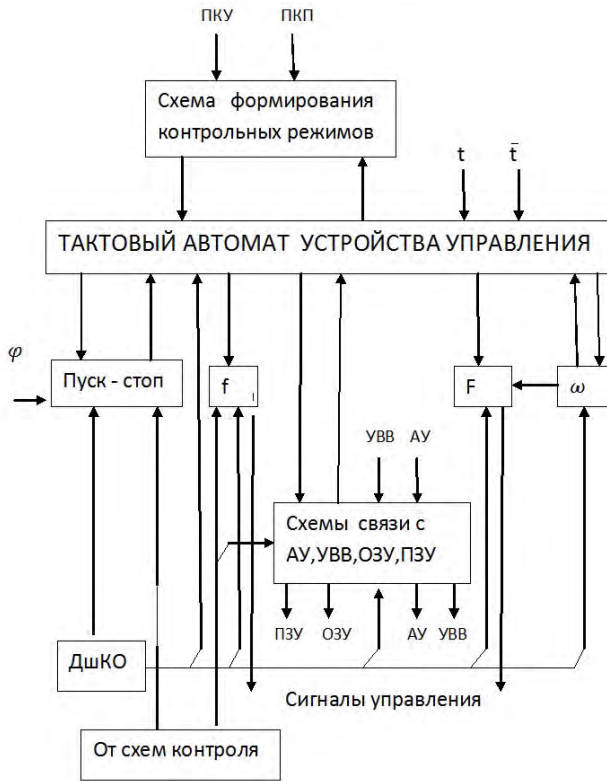 ПКУ ПКП
Схема формирования
контрольных режимов
t t̄
ТАКТОВЫЙ АВТОМАТ УСТРОЙСТВА УПРАВЛЕНИЯ
φ
Пуск - стоп
f
F
ω
УВВ АУ
Схемы связи с
АУ,УВВ,ОЗУ,ПЗУ
ПЗУ ОЗУ АУ УВВ
ДшКО
Сигналы управления
От схем контроля